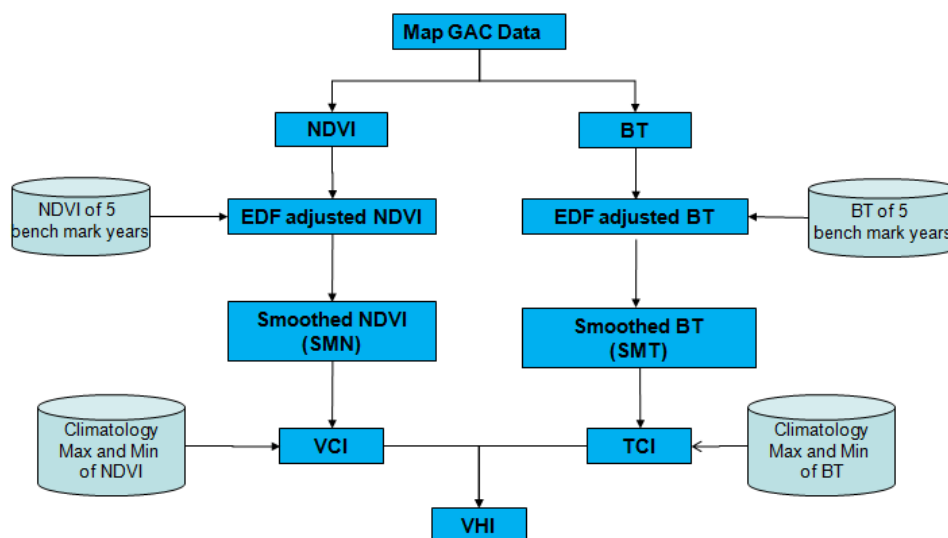 Map GAC Data
NDVI
BT
NDVI of 5
bench mark years
EDF adjusted NDVI
EDF adjusted BT
BT of 5
bench mark years
Smoothed NDVI
(SMN)
Smoothed BT
(SMT)
Climatology
Max and Min
of NDVI
VCI
TCI
Climatology
Max and Min
of BT
VHI